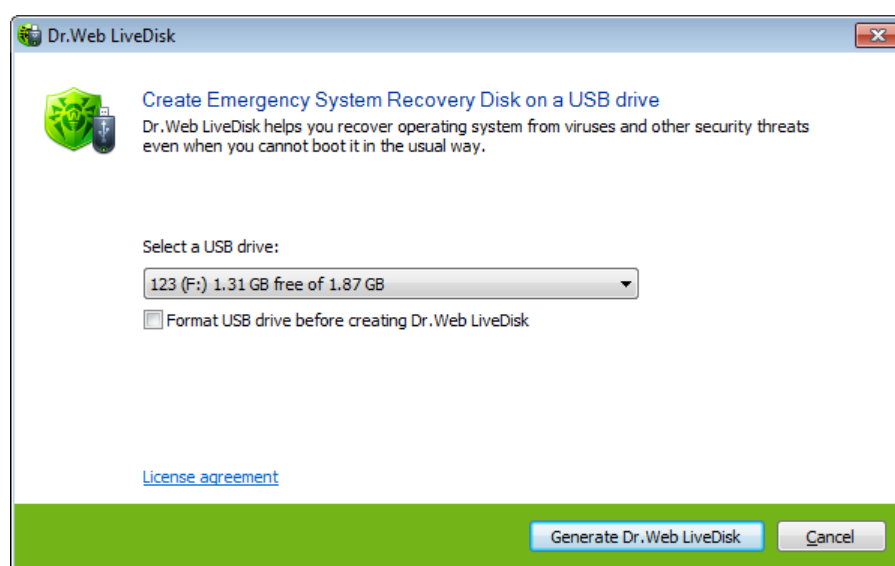 Dr.Web LiveDisk
Create Emergency System Recovery Disk on a USB drive
Dr.Web LiveDisk helps you recover operating system from viruses and other security threats
even when you cannot boot it in the usual way.
Select a USB drive:
123 (F:) 1.31 GB free of 1.87 GB
Format USB drive before creating Dr.Web LiveDisk
License agreement
Generate Dr.Web LiveDisk
Cancel